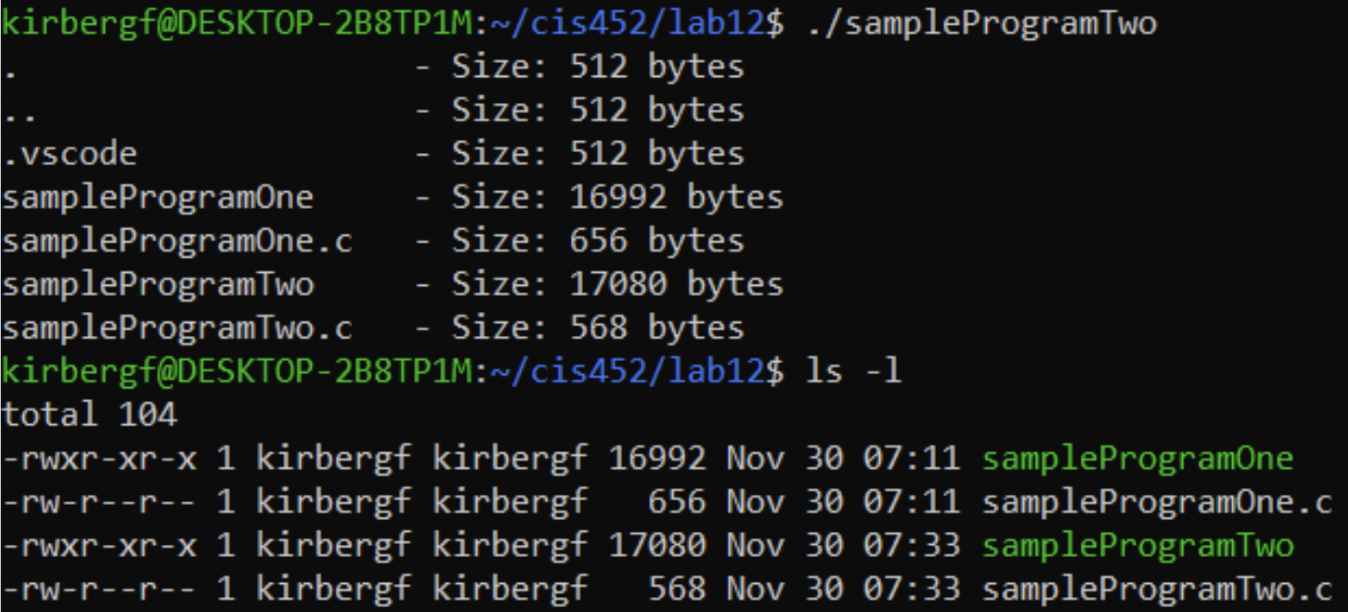 kirbergf@DESKTOP-2B8TP1M:~/cis452/lab12$ ./sampleProgramTwo
.                    - Size: 512 bytes
..                   - Size: 512 bytes
.vscode              - Size: 512 bytes
sampleProgramOne     - Size: 16992 bytes
sampleProgramOne.c   - Size: 656 bytes
sampleProgramTwo     - Size: 17080 bytes
sampleProgramTwo.c   - Size: 568 bytes
kirbergf@DESKTOP-2B8TP1M:~/cis452/lab12$ ls -l
total 104
-rwxr-xr-x 1 kirbergf kirbergf 16992 Nov 30 07:11 sampleProgramOne
-rw-r--r-- 1 kirbergf kirbergf   656 Nov 30 07:11 sampleProgramOne.c
-rwxr-xr-x 1 kirbergf kirbergf 17080 Nov 30 07:33 sampleProgramTwo
-rw-r--r-- 1 kirbergf kirbergf   568 Nov 30 07:33 sampleProgramTwo.c